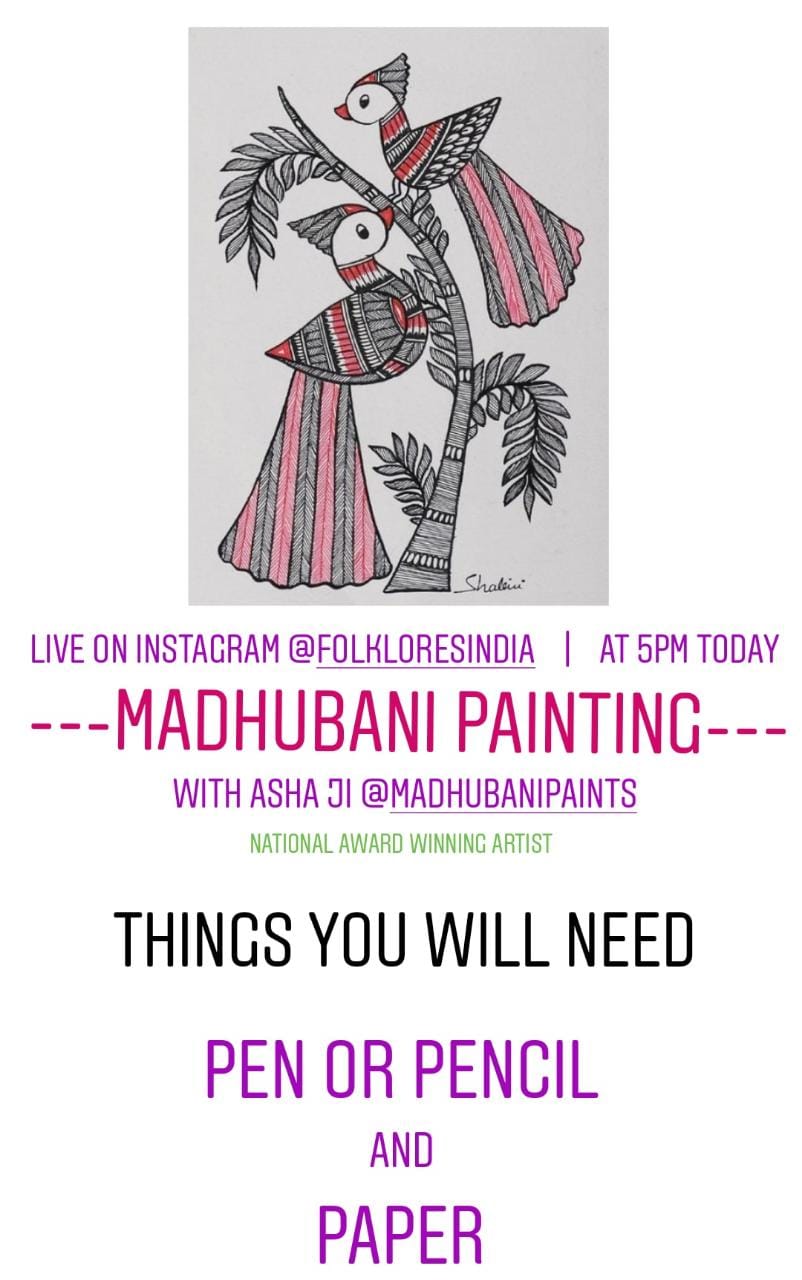 Shalini
LIVE ON INSTAGRAM @FOLKLORESINDIA | AT 5PM TODAY
---MADHUBANI PAINTING---
WITH ASHA JI @MADHUBANIPAINTS
NATIONAL AWARD WINNING ARTIST
THINGS YOU WILL NEED
PEN OR PENCIL
AND
PAPER